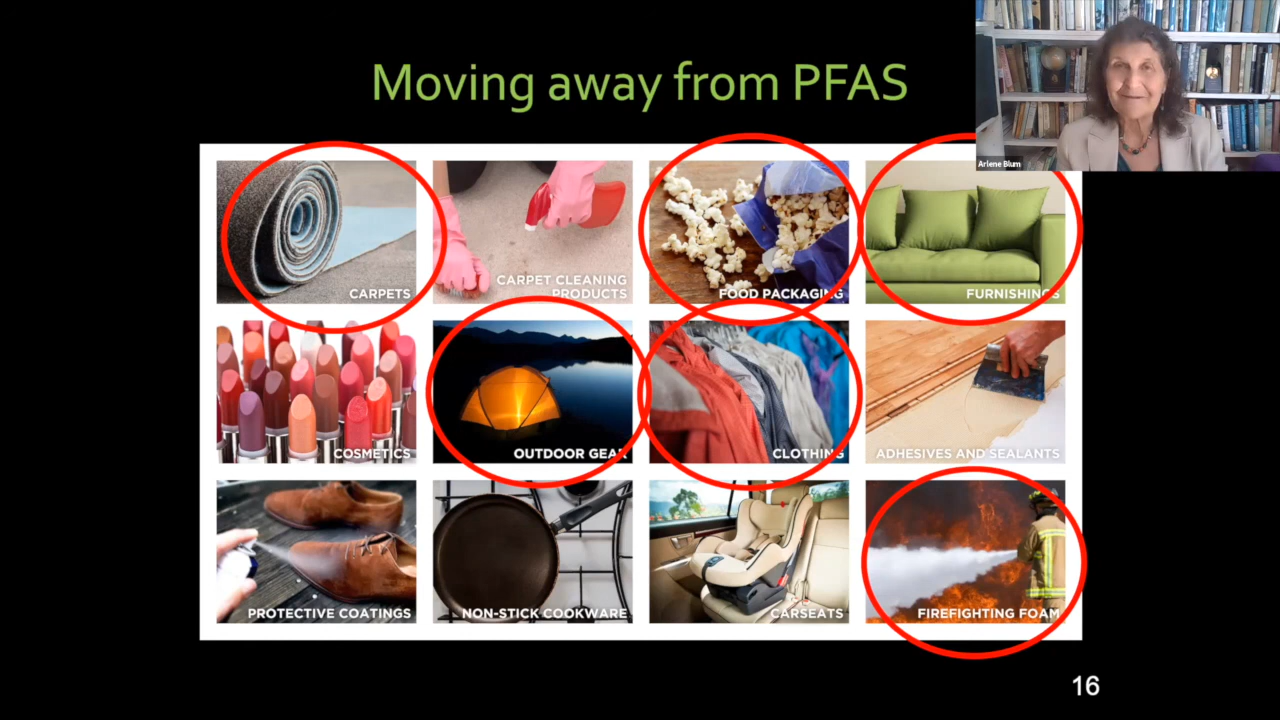 Moving away from PFAS
Arlene Blum
CARPETS
CARPET CLEANING
PRODUCTS
FOOD PACKAGING
FURNISHINGS
COSMETICS
OUTDOOR GEAR
CLOTHING
ADHESIVES AND SEALANTS
PROTECTIVE COATINGS
NON-STICK COOKWARE
CARSEATS
FIREFIGHTING FOAM
16